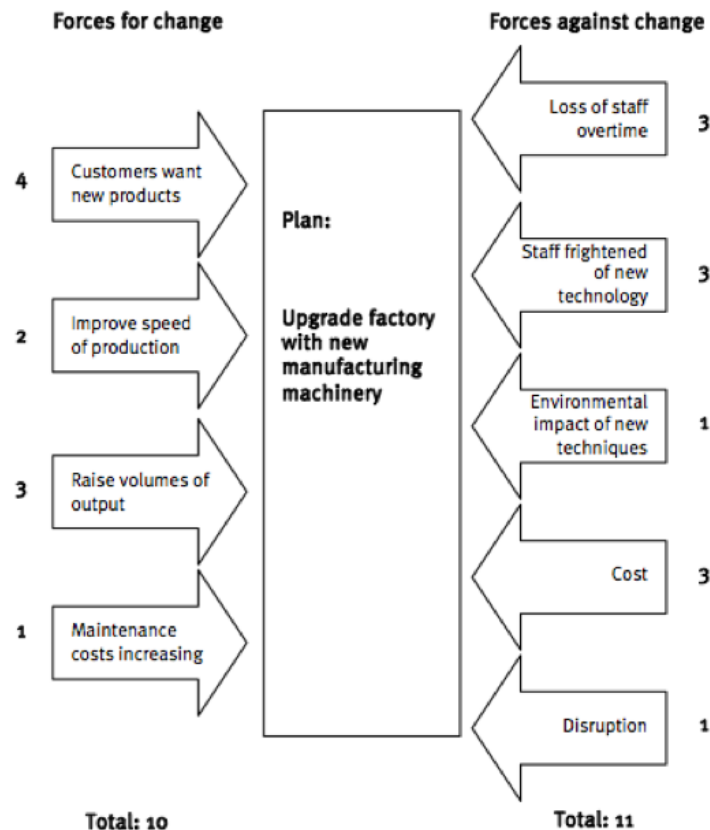 Forces for change
4
Customers want
new products
2
Improve speed
of production
3
Raise volumes of
output
1
Maintenance
costs increasing
Total: 10
Plan:
Upgrade factory
with new
manufacturing
machinery
Forces against change
Loss of staff
overtime
3
Staff frightened
of new
technology
3
Environmental
impact of new
techniques
1
Cost
3
Disruption
1
Total: 11